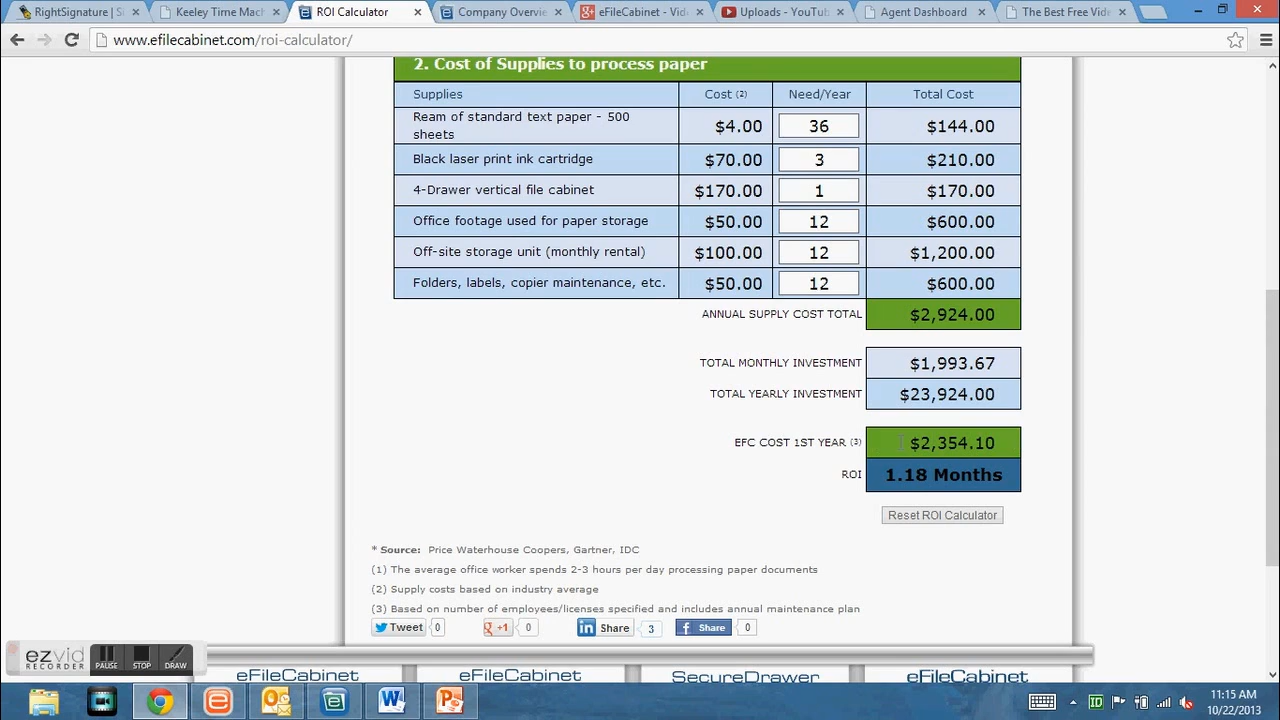 RightSignature |
Keeley Time Mac
ROI Calculator
Company Overvie
eFileCabinet - Vid
Uploads - YouTu
Agent Dashboard
The Best Free Vid
www.efilecabinet.com/roi-calculator/
2. Cost of Supplies to process paper
Supplies Cost (2) Need/Year Total Cost
Ream of standard text paper - 500
sheets
$4.00 36 $144.00
Black laser print ink cartridge $70.00 3 $210.00
4-Drawer vertical file cabinet $170.00 1 $170.00
Office footage used for paper storage $50.00 12 $600.00
Off-site storage unit (monthly rental) $100.00 12 $1,200.00
Folders, labels, copier maintenance, etc. $50.00 12 $600.00
ANNUAL SUPPLY COST TOTAL $2,924.00
TOTAL MONTHLY INVESTMENT $1,993.67
TOTAL YEARLY INVESTMENT $23,924.00
EFC COST 1ST YEAR (3) $2,354.10
ROI 1.18 Months
Reset ROI Calculator
* Source: Price Waterhouse Coopers, Gartner, IDC
(1) The average office worker spends 2-3 hours per day processing paper documents
(2) Supply costs based on industry average
(3) Based on number of employees/licenses specified and includes annual maintenance plan
Tweet 0 +1 0 Share 3 Share 0
ezvid
RECORDER
PAUSE STOP DRAW
eFileCabinet eFileCabinet SecureDrawer eFileCabinet
11:15 AM
10/22/2013